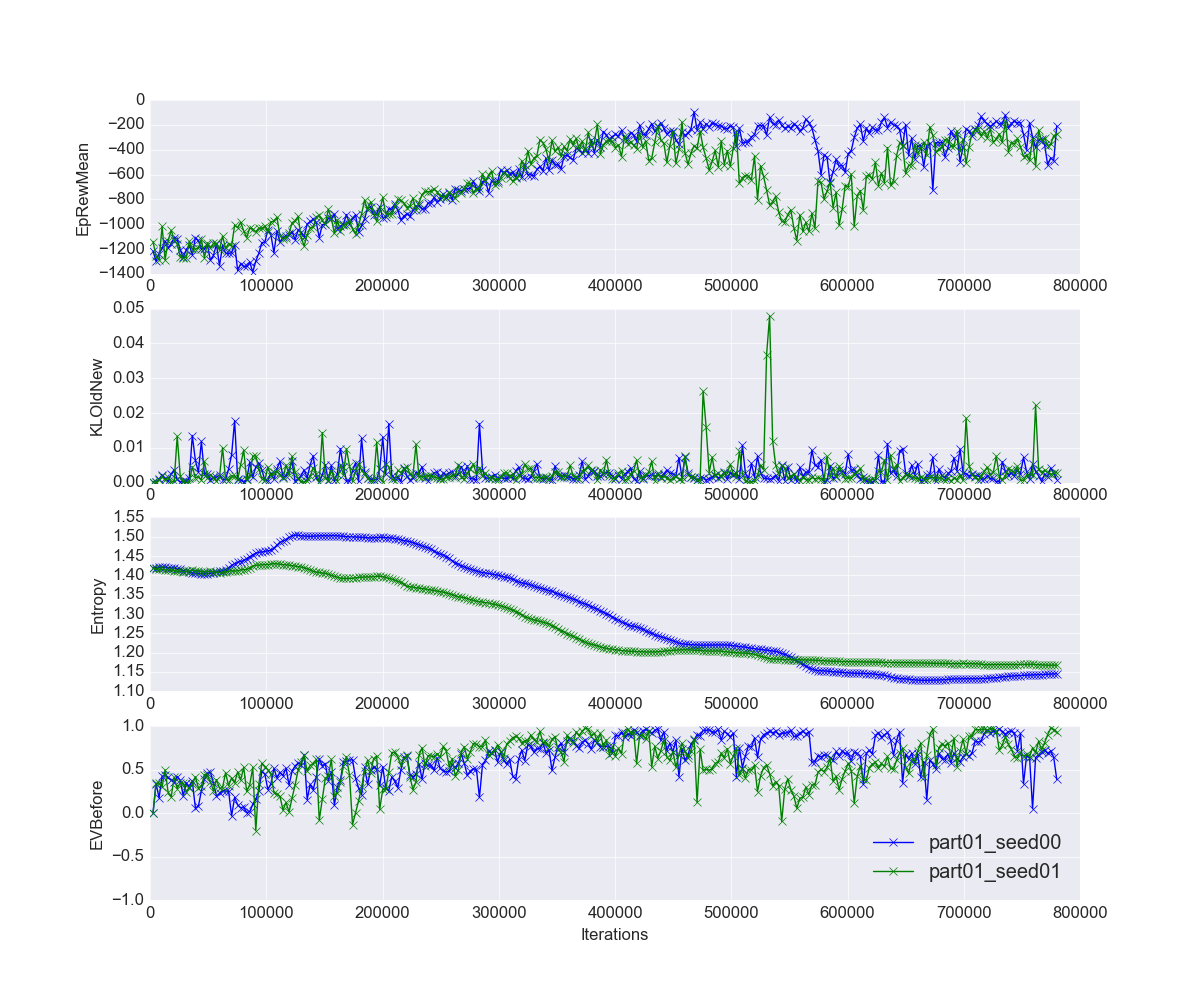 EpRewMean
0
−200
−400
−600
−800
−1000
−1200
−1400
0 100000 200000 300000 400000 500000 600000 700000 800000
KLOldNew
0.05
0.04
0.03
0.02
0.01
0.00
0 100000 200000 300000 400000 500000 600000 700000 800000
Entropy
1.55
1.50
1.45
1.40
1.35
1.30
1.25
1.20
1.15
1.10
0 100000 200000 300000 400000 500000 600000 700000 800000
EVBefore
1.0
0.5
0.0
−0.5
−1.0
part01_seed00
part01_seed01
0 100000 200000 300000 400000 500000 600000 700000 800000
Iterations